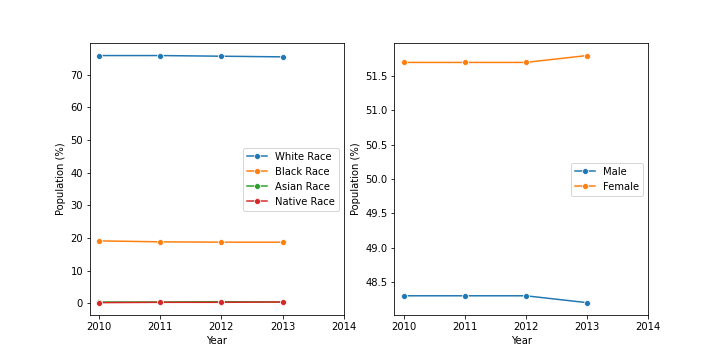 70
60
50
40
30
20
10
0
Population (%)
2010 2011 2012 2013 2014
Year
White Race
Black Race
Asian Race
Native Race
51.5
51.0
50.5
50.0
49.5
49.0
48.5
Population (%)
2010 2011 2012 2013 2014
Year
Male
Female